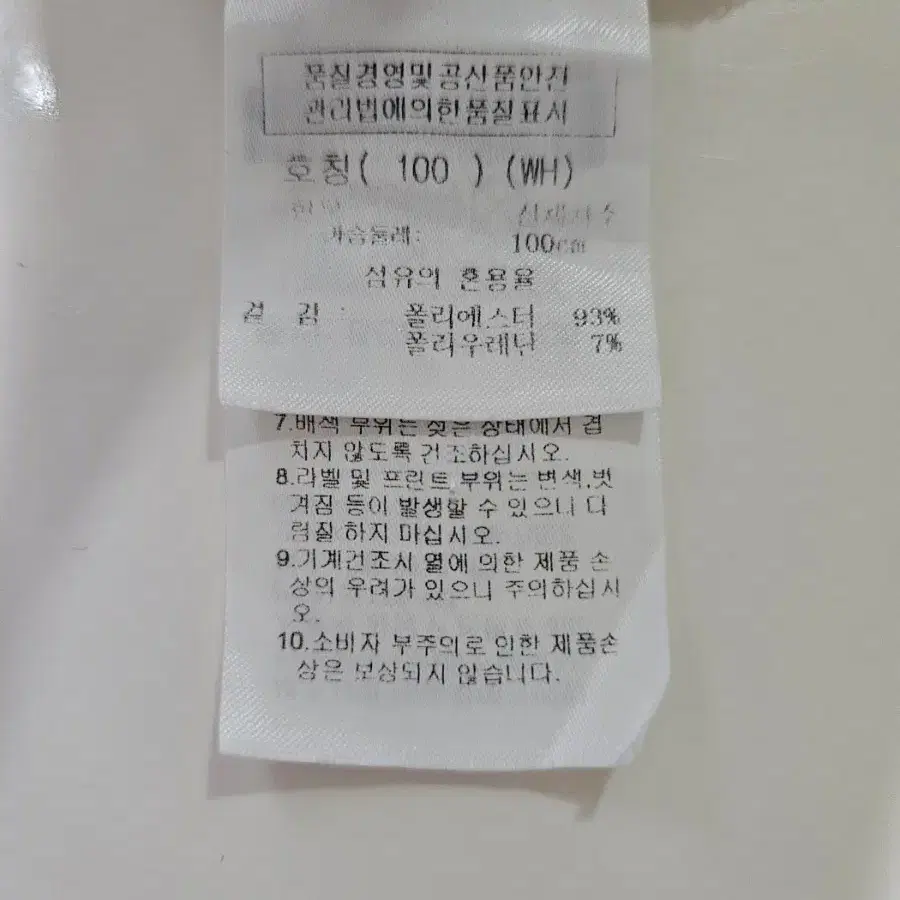 품질경영및공산품안전
관리법에의한품질표시
호칭( 100 ) (WH)
신체치수
가슴둘레: 100cm
섬유의 혼용율
겉 감 : 폴리에스터 93%
폴리우레탄 7%
7.배색 부위는 젖은 상태에서 겹
치지 않도록 건조하십시오.
8.라벨 및 프린트 부위는 변색,벗
겨짐 등이 발생할 수 있으니 다
림질 하지 마십시오.
9.기계건조시 열에 의한 제품 손
상의 우려가 있으니 주의하십시
오.
10.소비자 부주의로 인한 제품손
상은 보상되지 않습니다.